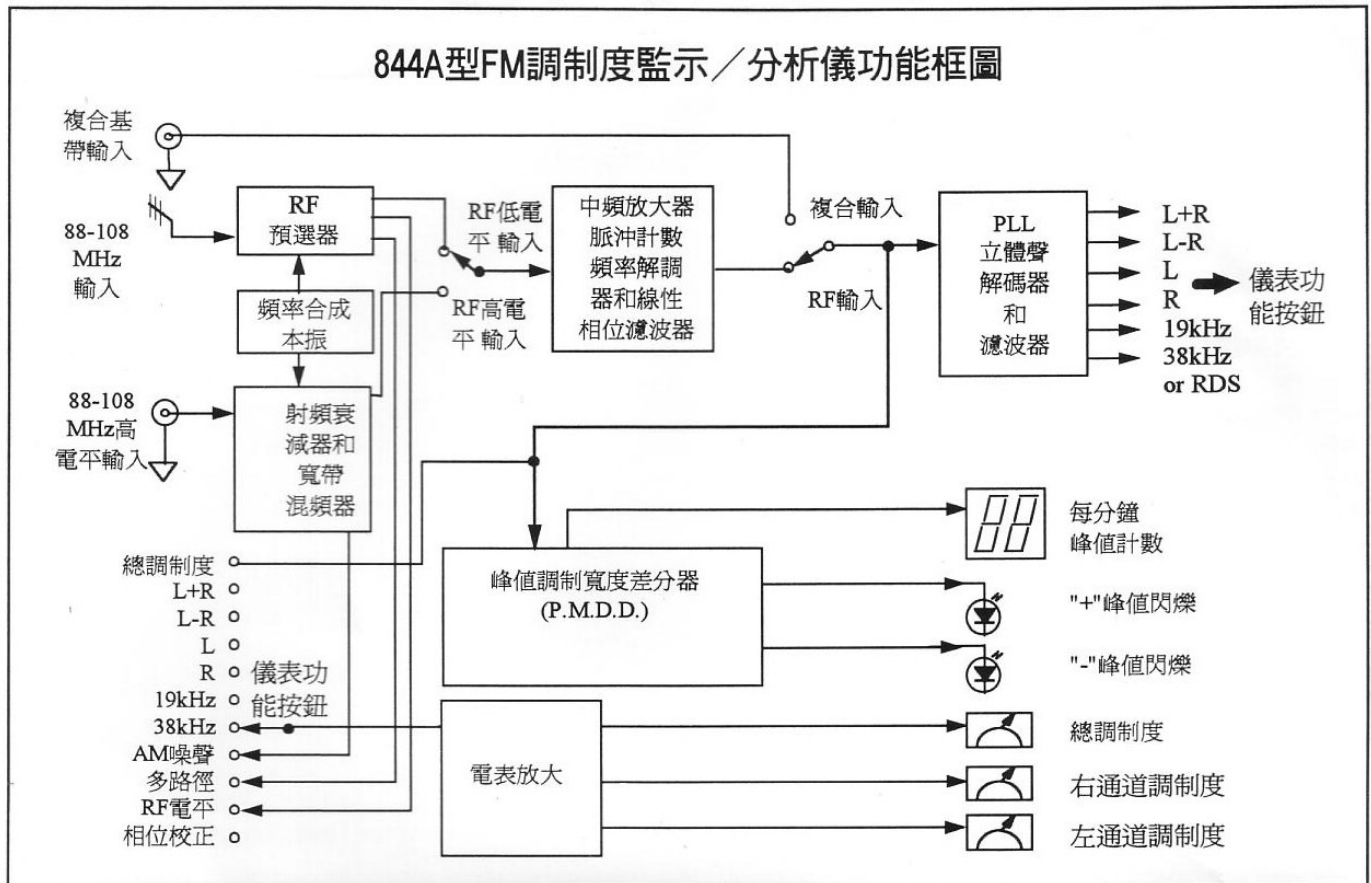 844A型FM調制度監示／分析儀功能框圖
複合基
帶輸入
88-108
MHz
輸入
RF
預選器
頻率合成
本振
88-108
MHz高
電平輸入
射頻衰
減器和
寬帶
混頻器
RF低電
平 輸入
RF高電
平 輸入
中頻放大器
脉沖計數
頻率解調
器和線性
相位濾波器
複合輸入
RF輸入
PLL
立體聲
解碼器
和
濾波器
L+R
L-R
L
R
19kHz
38kHz
or RDS
儀表功
能按鈕
總調制度
L+R
L-R
L
R
19kHz
38kHz
AM噪聲
多路徑
RF電平
相位校正
儀表功
能按鈕
峰值調制寬度差分器
(P.M.D.D.)
電表放大
每分鐘
峰值計數
"+"峰值閃爍
"-"峰值閃爍
總調制度
右通道調制度
左通道調制度